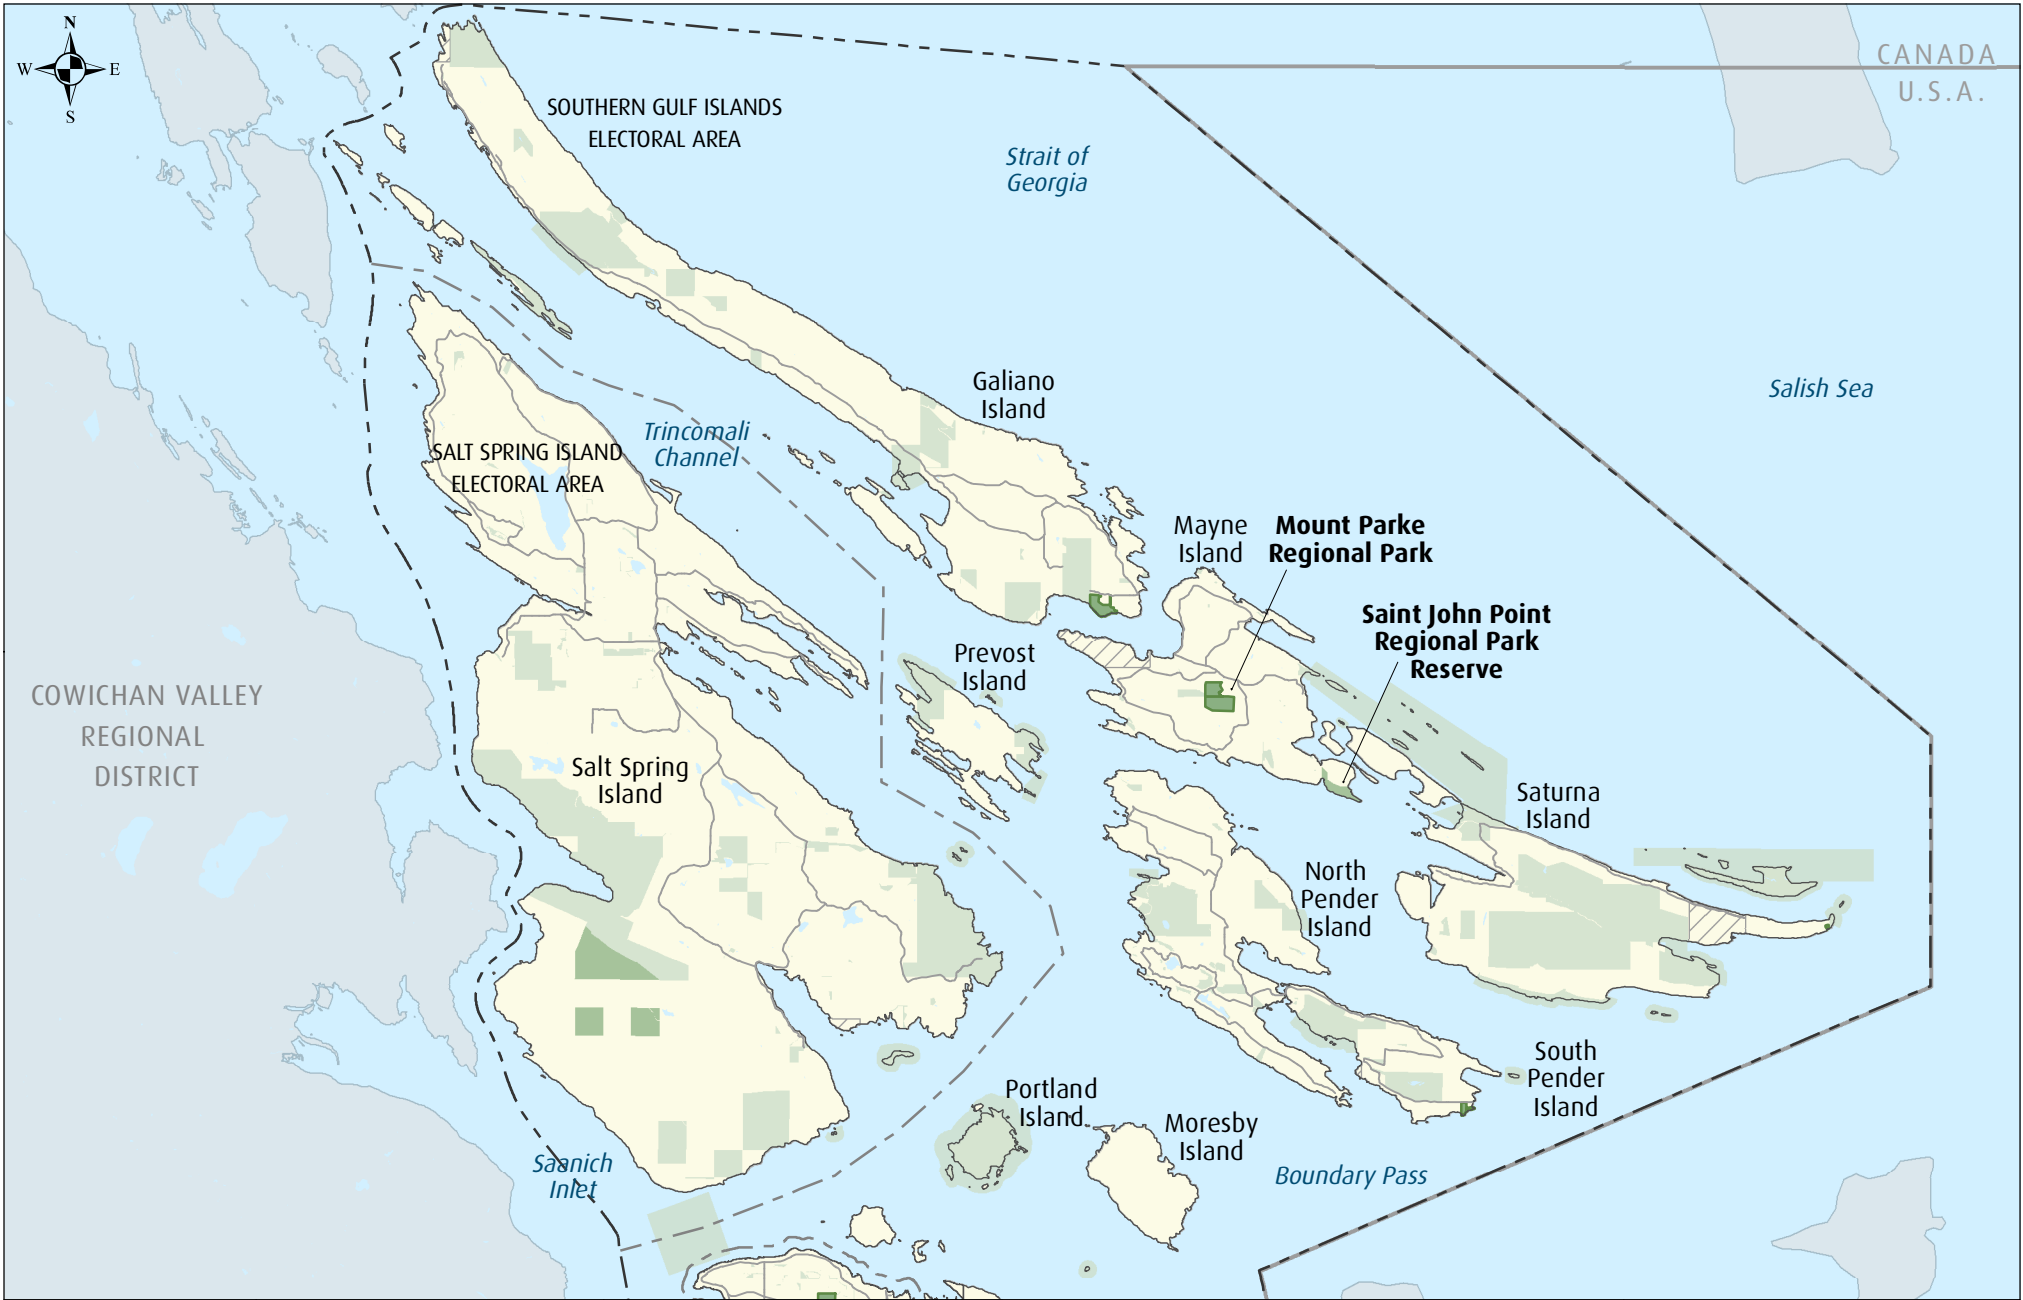 N
W
E
S
CANADA
U.S.A.
SOUTHERN GULF ISLANDS
ELECTORAL AREA
Strait of
Georgia
Galiano
Island
Salish Sea
Trincomali
Channel
SALT SPRING ISLAND
ELECTORAL AREA
Mayne
Island
Mount Parke
Regional Park
Saint John Point
Regional Park
Reserve
Prevost
Island
COWICHAN VALLEY
REGIONAL
DISTRICT
Salt Spring
Island
Saturna
Island
North
Pender
Island
South
Pender
Island
Portland
Island
Moresby
Island
Saanich
Inlet
Boundary Pass